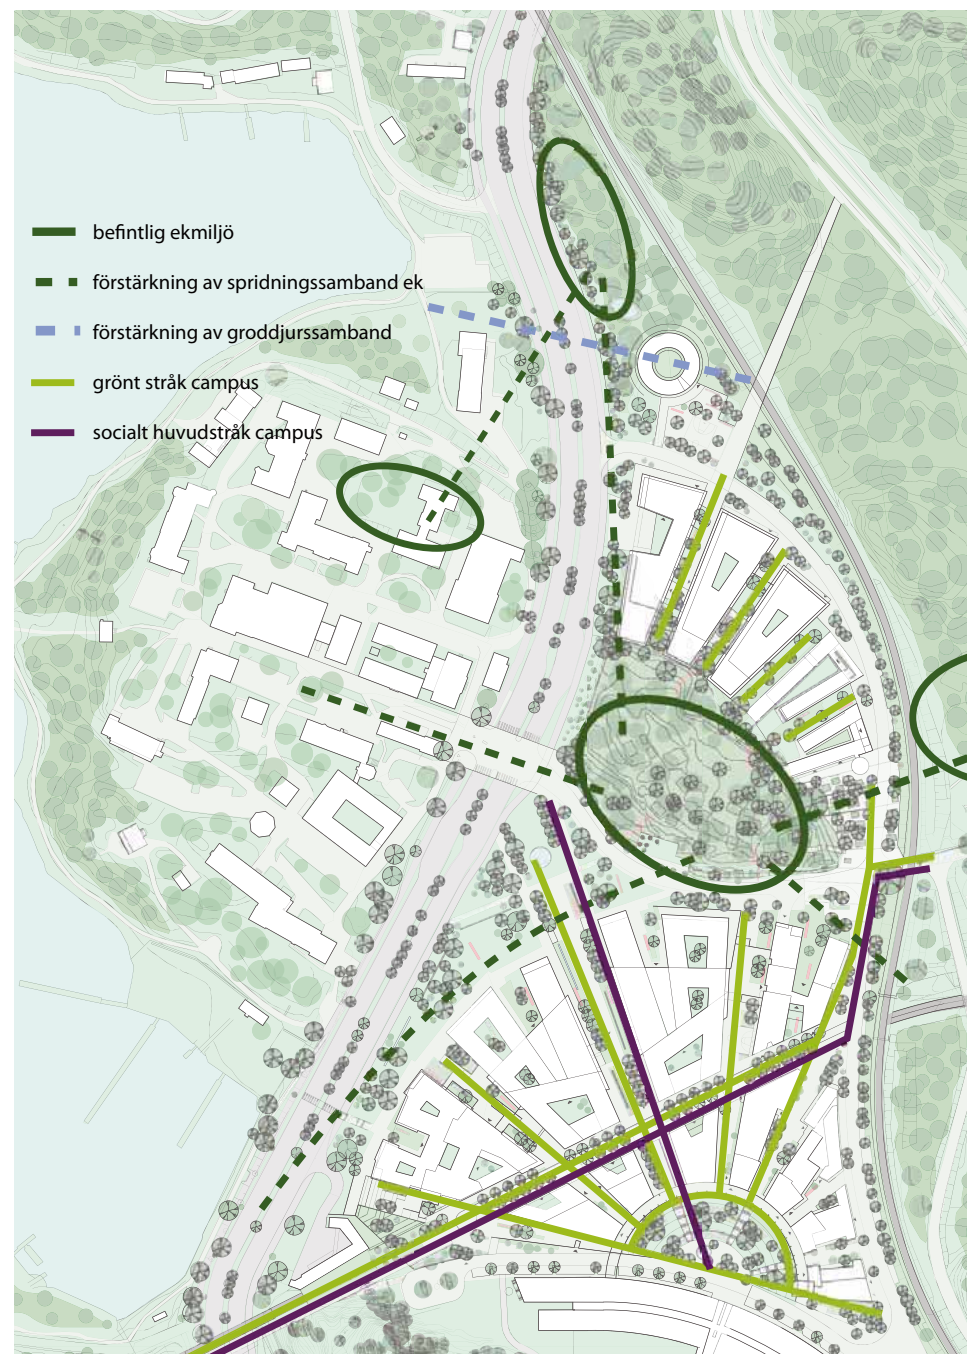 befintlig ekmiljö
förstärkning av spridningssamband ek
förstärkning av groddjurssamband
grönt stråk campus
socialt huvudstråk campus